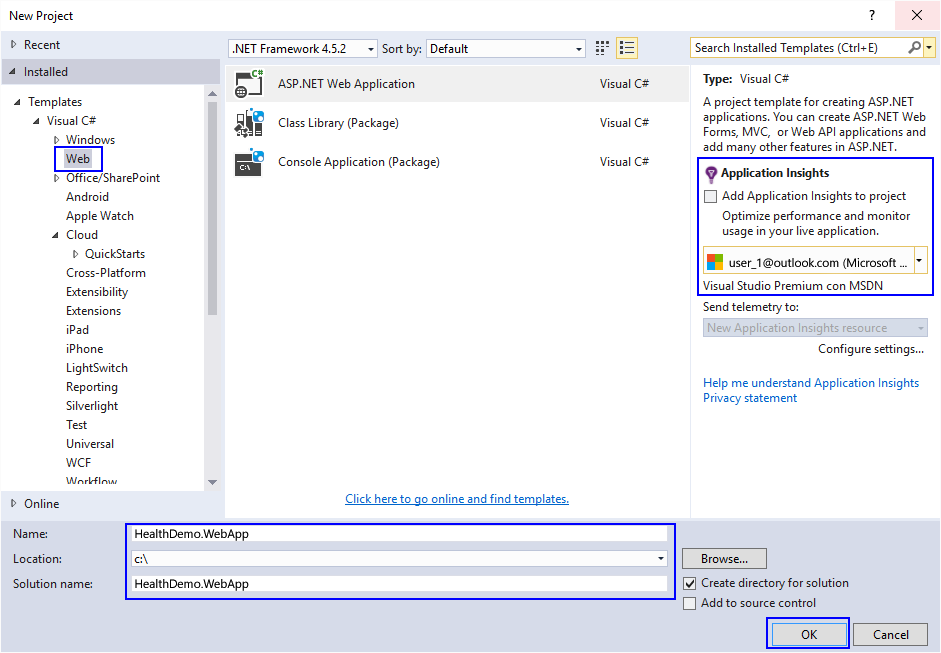 New Project
?
Recent
.NET Framework 4.5.2
Sort by:
Default
Search Installed Templates (Ctrl+E)
Installed
Templates
Visual C#
Windows
Web
Office/SharePoint
Android
Apple Watch
Cloud
QuickStarts
Cross-Platform
Extensibility
Extensions
iPad
iPhone
LightSwitch
Reporting
Silverlight
Test
Universal
WCF
Workflow
Online
C#
ASP.NET Web Application
Visual C#
Class Library (Package)
Visual C#
C:\
Console Application (Package)
Visual C#
Click here to go online and find templates.
Type: Visual C#
A project template for creating ASP.NET
applications. You can create ASP.NET Web
Forms, MVC, or Web API applications and
add many other features in ASP.NET.
Application Insights
Add Application Insights to project
Optimize performance and monitor
usage in your live application.
user_1@outlook.com (Microsoft ...
Visual Studio Premium con MSDN
Send telemetry to:
New Application Insights resource
Configure settings...
Help me understand Application Insights
Privacy statement
Name:
HealthDemo.WebApp
Location:
c:\
Browse...
Solution name:
HealthDemo.WebApp
Create directory for solution
Add to source control
OK
Cancel